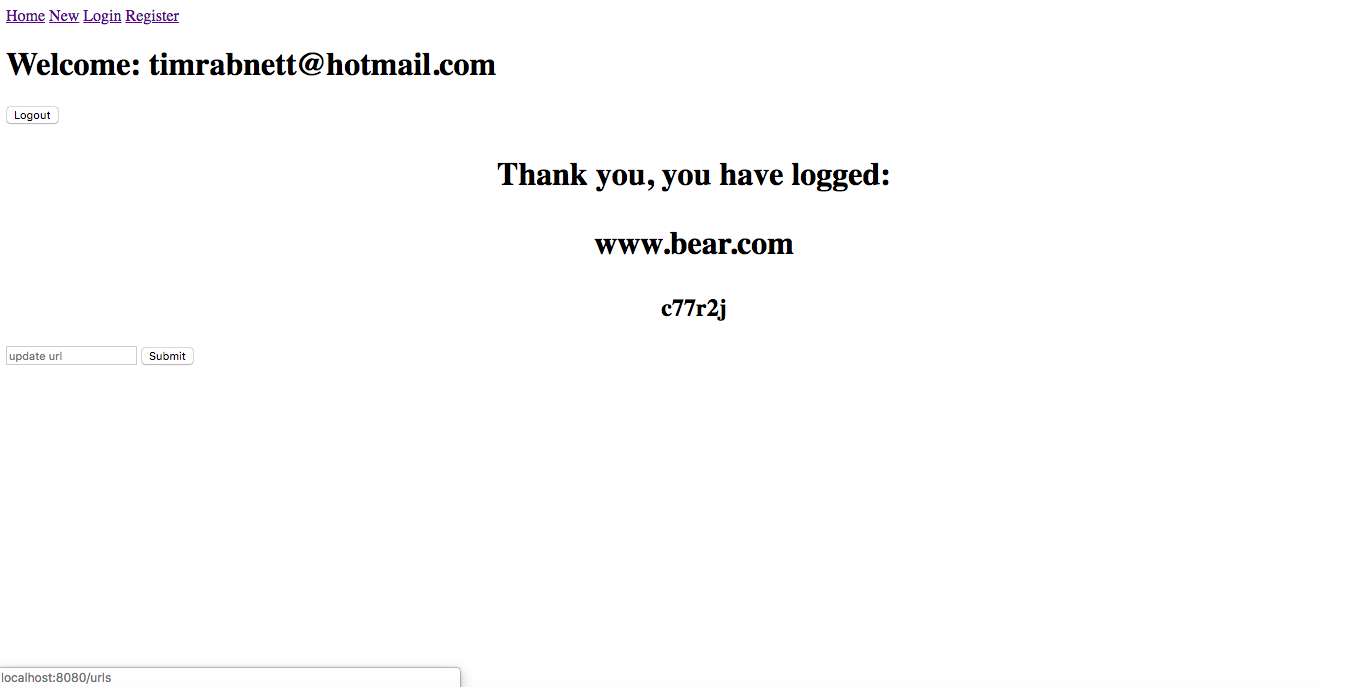 Home New Login Register
Welcome: timrabnett@hotmail.com
Logout
Thank you, you have logged:
www.bear.com
c77r2j
update url Submit
localhost:8080/urls